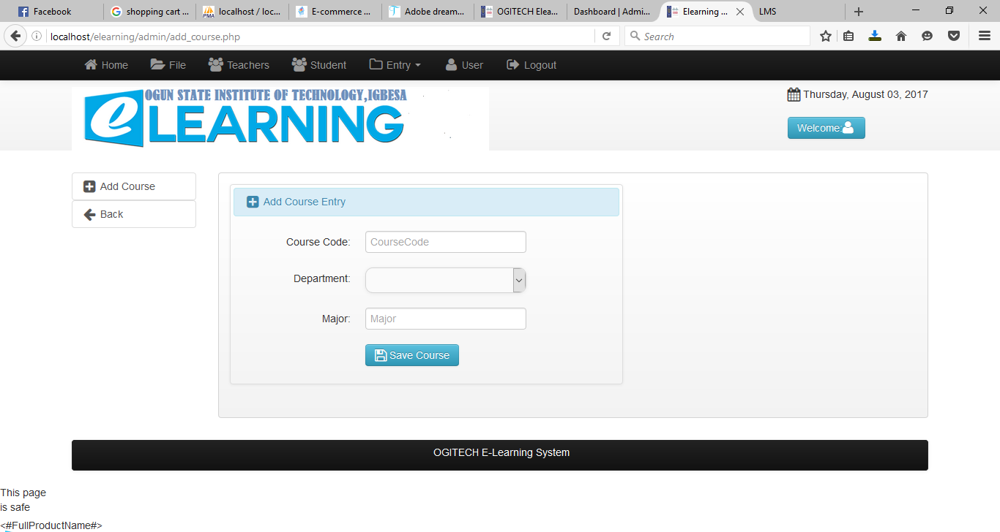 Facebook
shopping cart ...
localhost / loc...
E-commerce ...
Adobe dream...
OGITECH Elea...
Dashboard | Admi...
Elearning ...
LMS
localhost/elearning/admin/add_course.php
Search
Home
File
Teachers
Student
Entry
User
Logout
OGUN STATE INSTITUTE OF TECHNOLOGY,IGBESA
eLEARNING
Thursday, August 03, 2017
Welcome:
Add Course
Back
Add Course Entry
Course Code:
CourseCode
Department:
Major:
Major
Save Course
OGITECH E-Learning System
This page
is safe
<#FullProductName#>